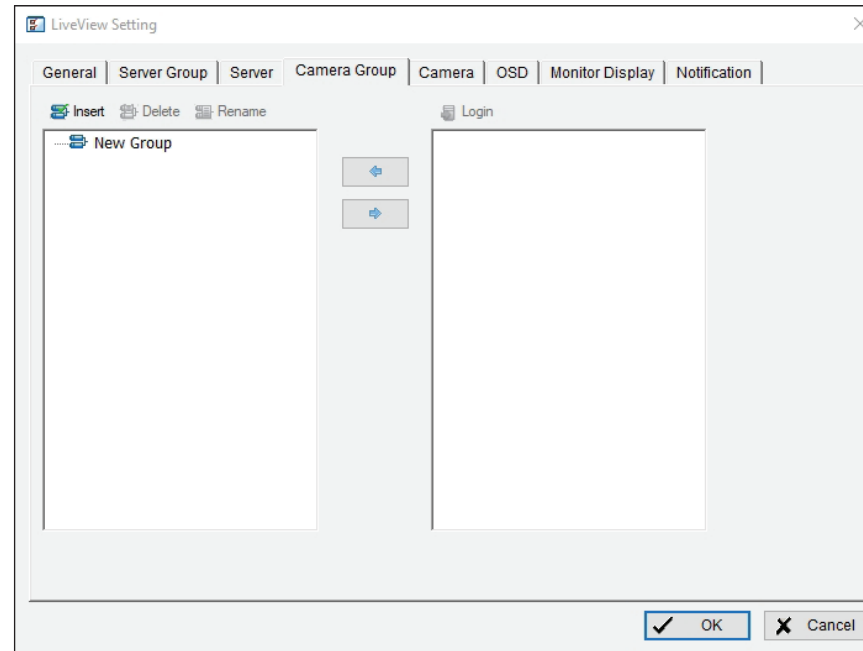 LiveView Setting
General Server Group Server Camera Group Camera OSD Monitor Display Notification
Insert Delete Rename Login
New Group
OK Cancel